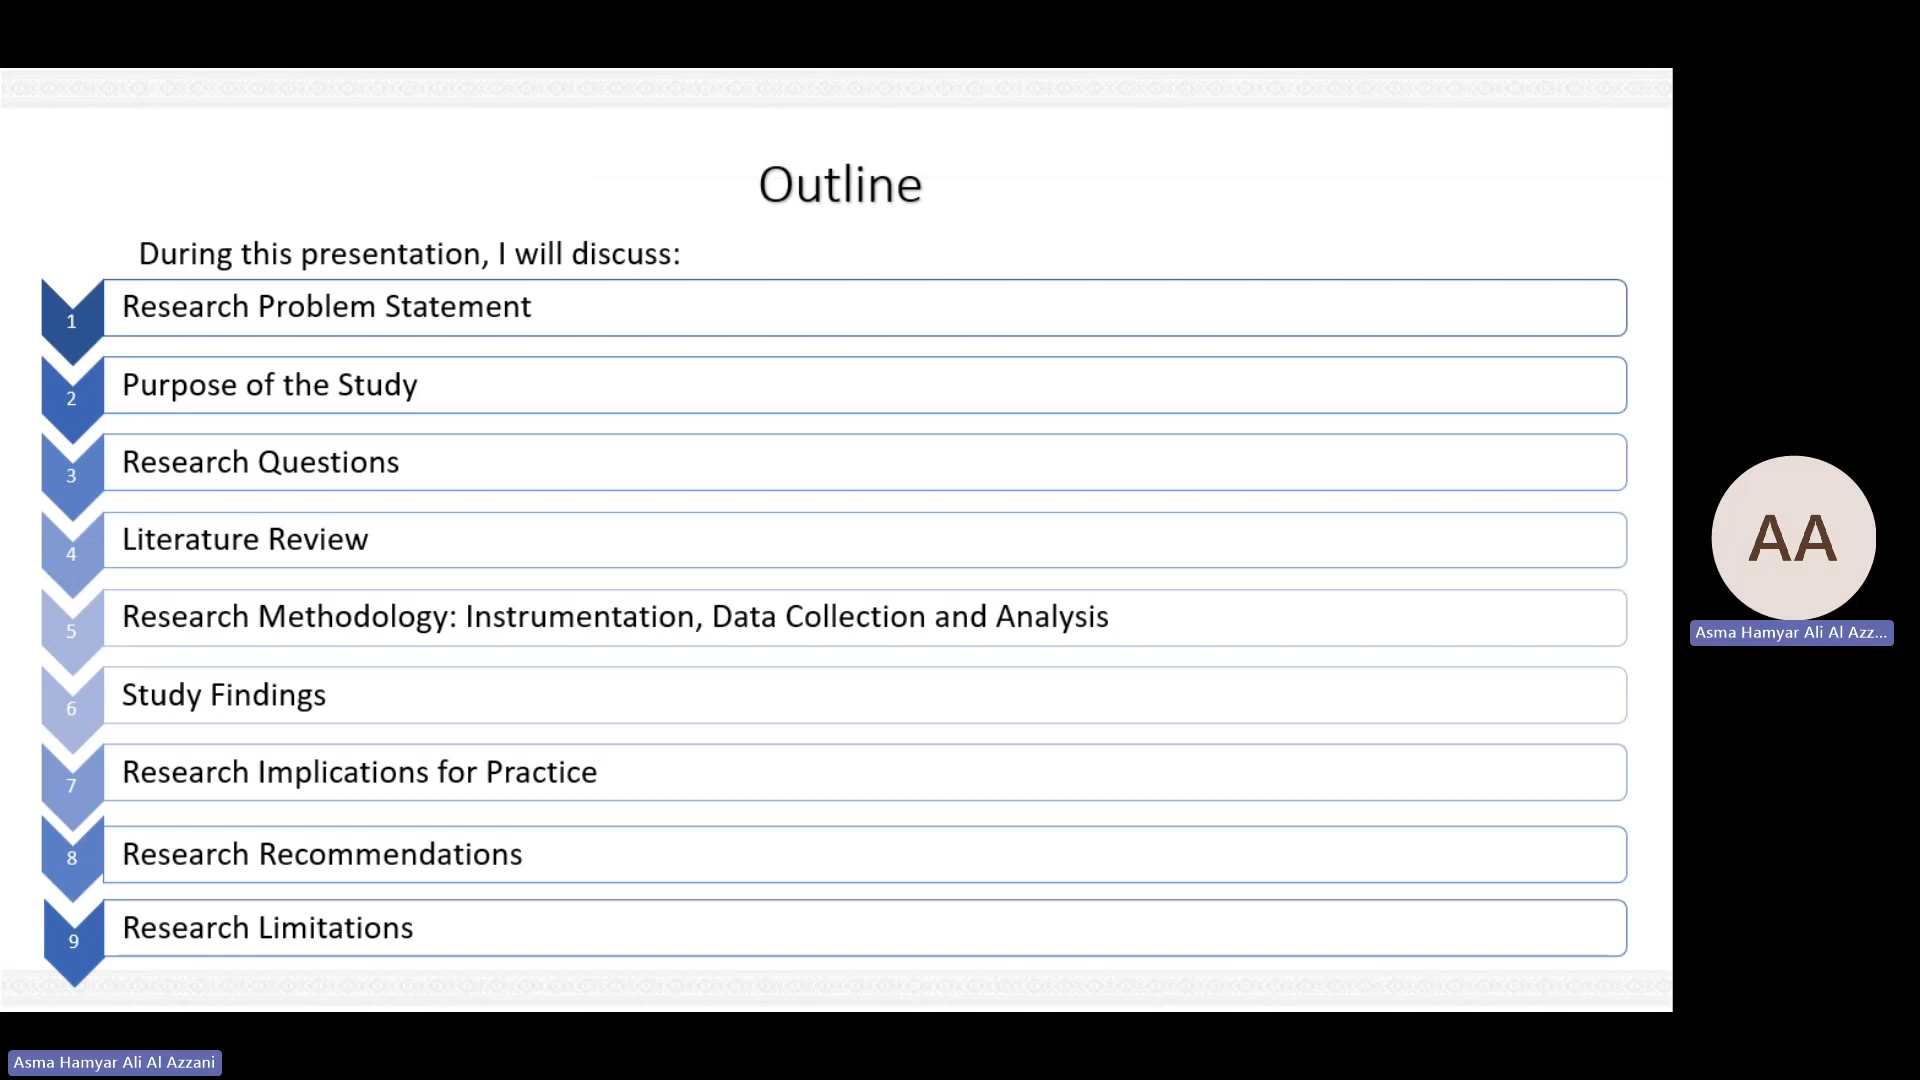 Outline
During this presentation, I will discuss:
1 Research Problem Statement
2 Purpose of the Study
3 Research Questions
4 Literature Review
5 Research Methodology: Instrumentation, Data Collection and Analysis
6 Study Findings
7 Research Implications for Practice
8 Research Recommendations
9 Research Limitations
AA
Asma Hamyar Ali Al Azz...
Asma Hamyar Ali Al Azzani